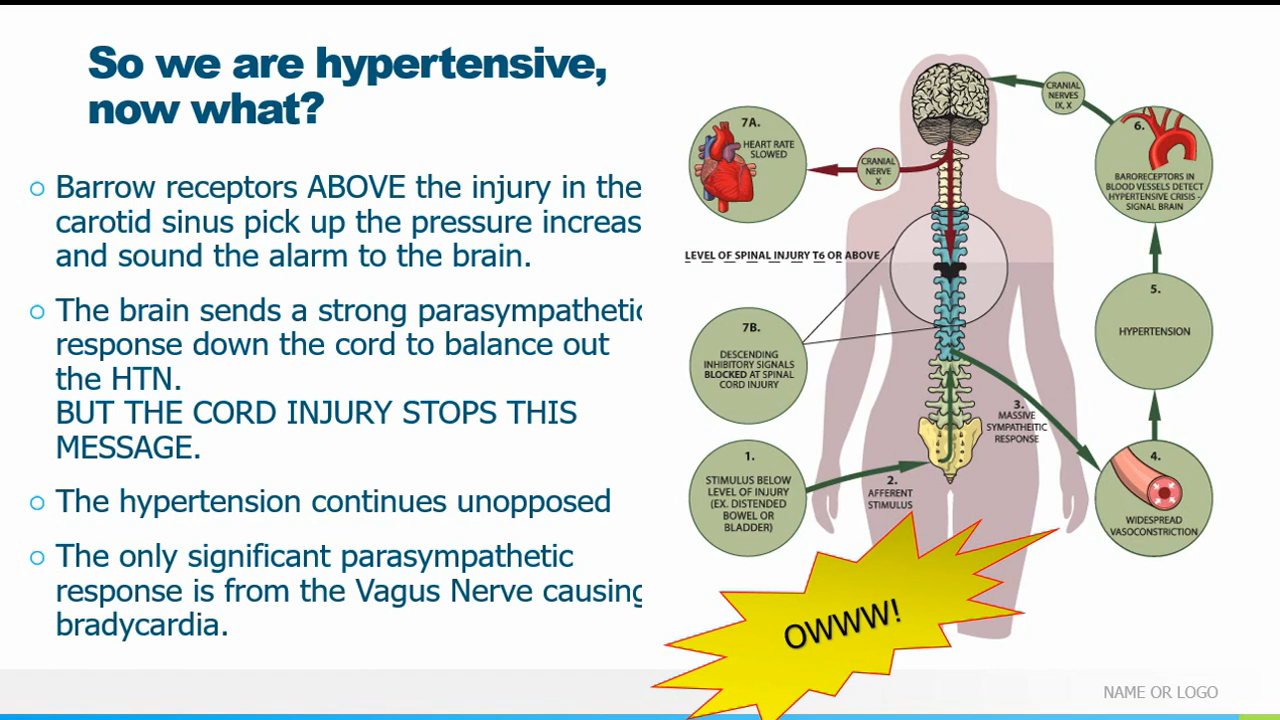 So we are hypertensive,
now what?
○ Barrow receptors ABOVE the injury in the
carotid sinus pick up the pressure increas
and sound the alarm to the brain.
○ The brain sends a strong parasympathetic
response down the cord to balance out
the HTN.
BUT THE CORD INJURY STOPS THIS
MESSAGE.
○ The hypertension continues unopposed
○ The only significant parasympathetic
response is from the Vagus Nerve causing
bradycardia.
7A.
HEART RATE
SLOWED
CRANIAL
NERVE
X
CRANIAL
NERVES
IX, X
6.
BARORECEPTORS IN
BLOOD VESSELS DETECT
HYPERTENSIVE CRISIS -
SIGNAL BRAIN
LEVEL OF SPINAL INJURY T6 OR ABOVE
5.
HYPERTENSION
7B.
DESCENDING
INHIBITORY SIGNALS
BLOCKED AT SPINAL
CORD INJURY
3.
MASSIVE
SYMPATHEITIC
RESPONSE
1.
STIMULUS BELOW
LEVEL OF INJURY
(EX. DISTENDED
BOWEL OR
BLADDER)
2.
AFFERENT
STIMULUS
4.
WIDESPREAD
VASOCONSTRICTION
OWWW!
NAME OR LOGO